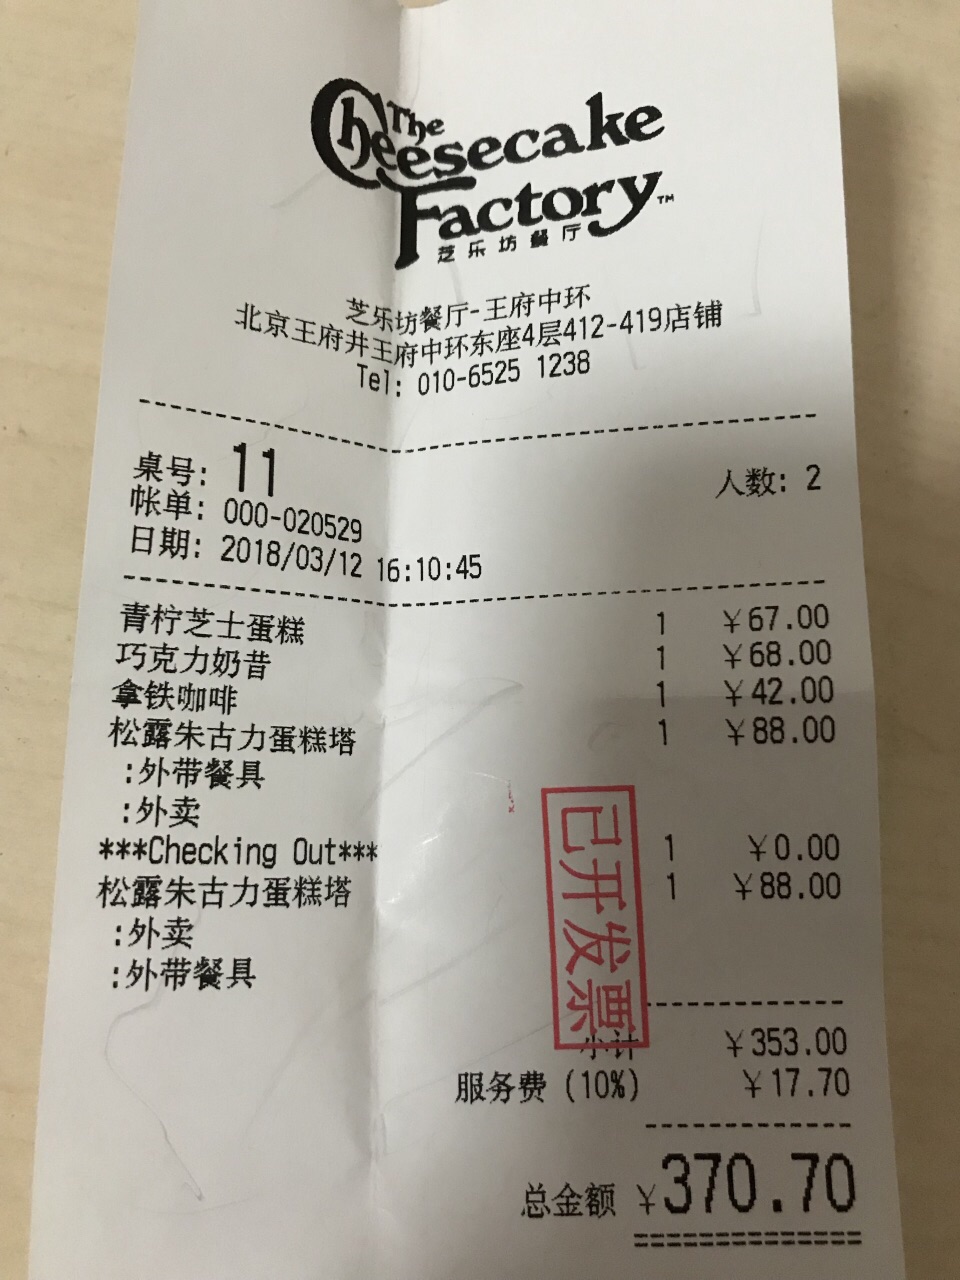 The
Cheesecake
Factory™
芝乐坊餐厅
芝乐坊餐厅-王府中环
北京王府井王府中环东座4层412-419店铺
Tel: 010-6525 1238
桌号: 11 人数: 2
帐单: 000-020529
日期: 2018/03/12 16:10:45
青柠芝士蛋糕 1 ¥67.00
巧克力奶昔 1 ¥68.00
拿铁咖啡 1 ¥42.00
松露朱古力蛋糕塔 1 ¥88.00
:外带餐具
:外卖
***Checking Out*** 1 ¥0.00
松露朱古力蛋糕塔 1 ¥88.00
:外卖
:外带餐具
已开发票
小计 ¥353.00
服务费 (10%) ¥17.70
总金额 ¥370.70